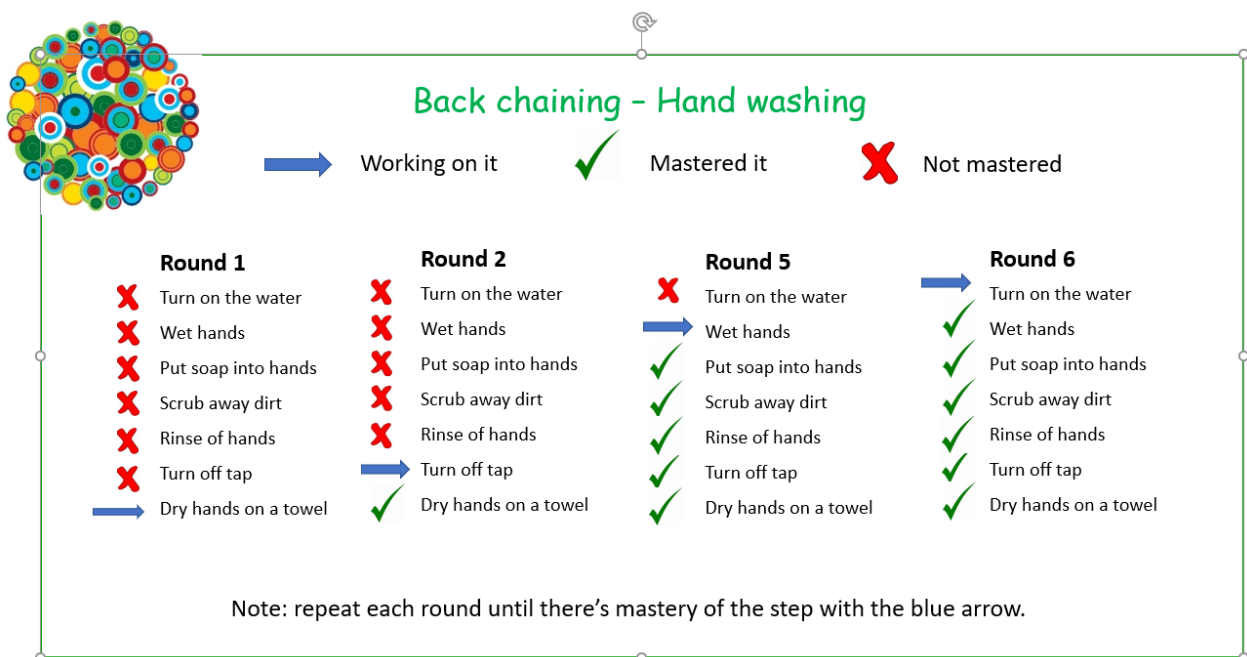 Back chaining – Hand washing
Working on it
Mastered it
Not mastered
Round 1
Turn on the water
Wet hands
Put soap into hands
Scrub away dirt
Rinse of hands
Turn off tap
Dry hands on a towel
Round 2
Turn on the water
Wet hands
Put soap into hands
Scrub away dirt
Rinse of hands
Turn off tap
Dry hands on a towel
Round 5
Turn on the water
Wet hands
Put soap into hands
Scrub away dirt
Rinse of hands
Turn off tap
Dry hands on a towel
Round 6
Turn on the water
Wet hands
Put soap into hands
Scrub away dirt
Rinse of hands
Turn off tap
Dry hands on a towel
Note: repeat each round until there’s mastery of the step with the blue arrow.